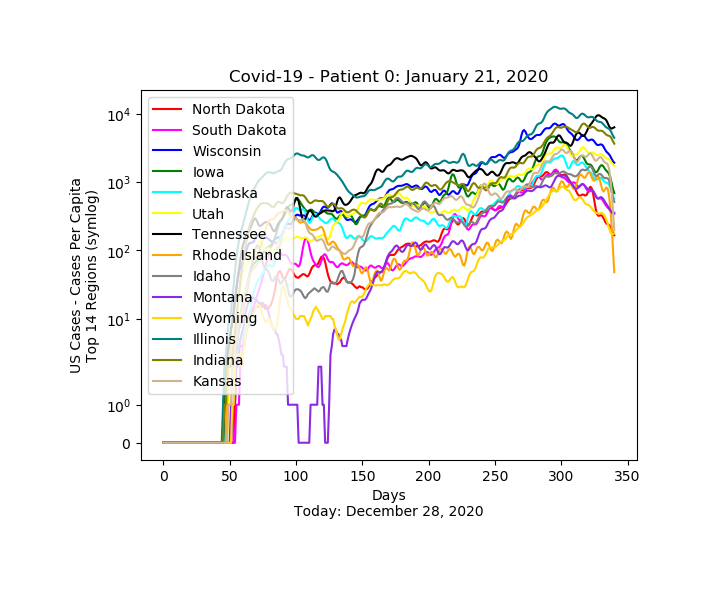 Covid-19 - Patient 0: January 21, 2020
US Cases - Cases Per Capita
Top 14 Regions (symlog)
10⁴
10³
10²
10¹
10⁰
0
North Dakota
South Dakota
Wisconsin
Iowa
Nebraska
Utah
Tennessee
Rhode Island
Idaho
Montana
Wyoming
Illinois
Indiana
Kansas
0 50 100 150 200 250 300 350
Days
Today: December 28, 2020